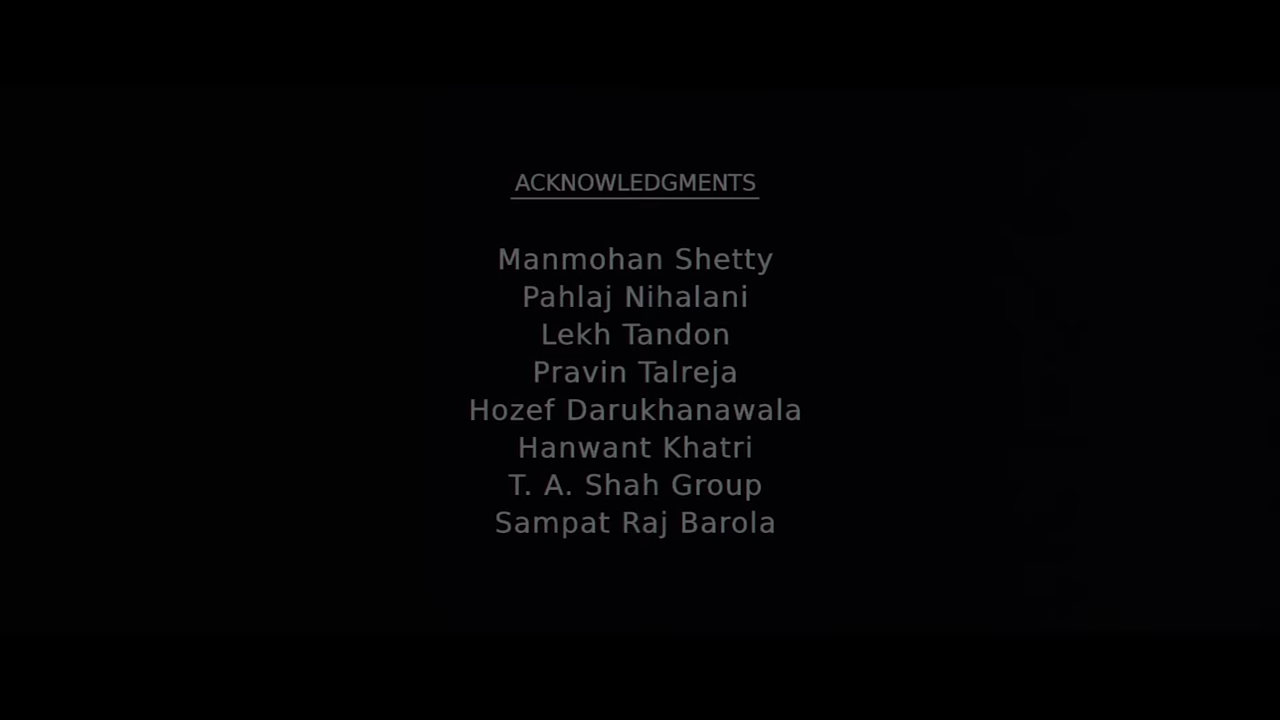 ACKNOWLEDGMENTS
Manmohan Shetty
Pahlaj Nihalani
Lekh Tandon
Pravin Talreja
Hozef Darukhanawala
Hanwant Khatri
T. A. Shah Group
Sampat Raj Barola